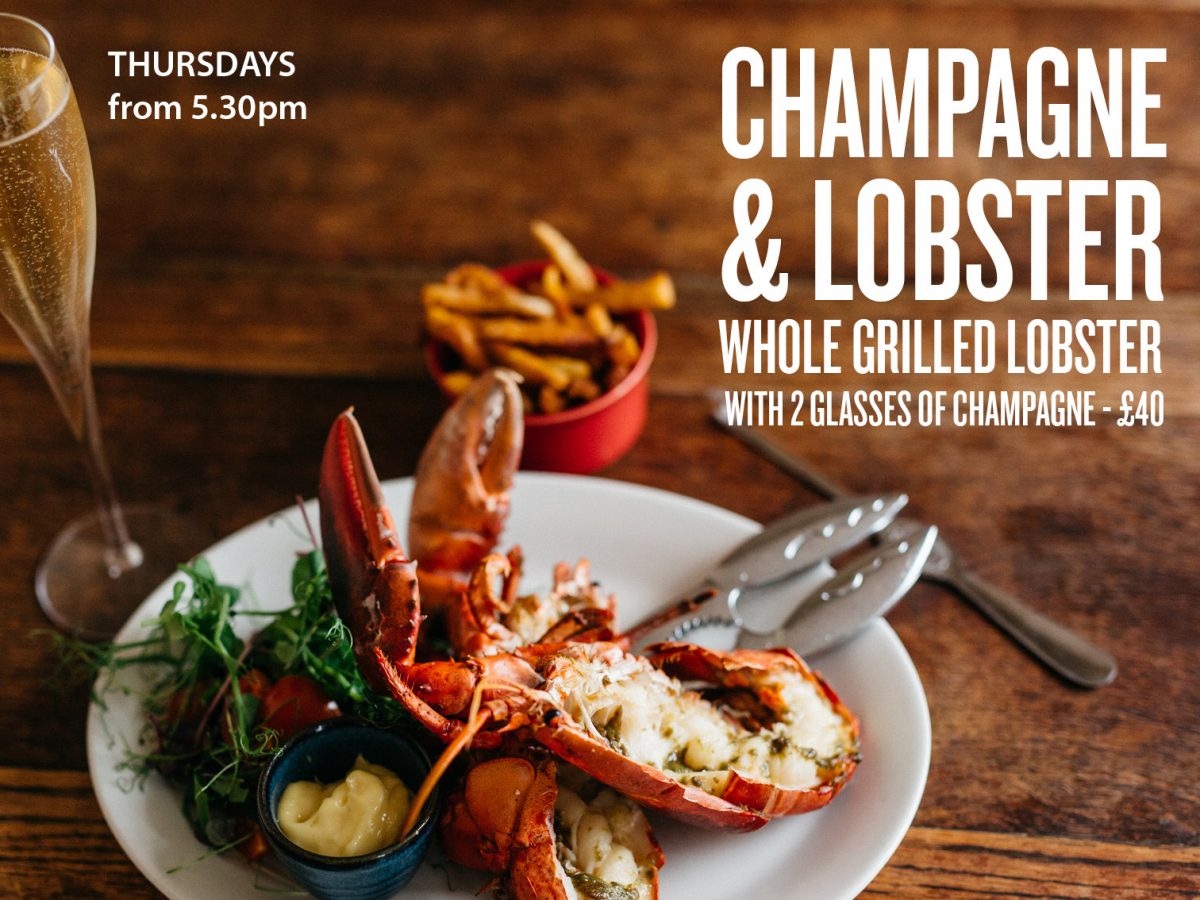 THURSDAYS
from 5.30pm
CHAMPAGNE
& LOBSTER
WHOLE GRILLED LOBSTER
WITH 2 GLASSES OF CHAMPAGNE - £40